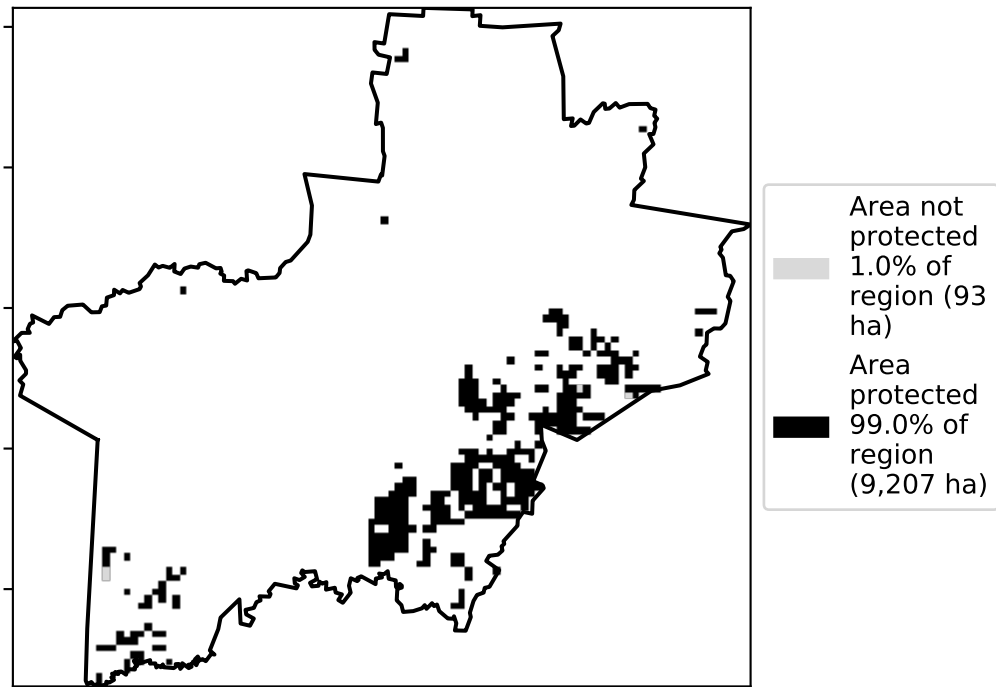 Area not
protected
1.0% of
region (93
ha)
Area
protected
99.0% of
region
(9,207 ha)